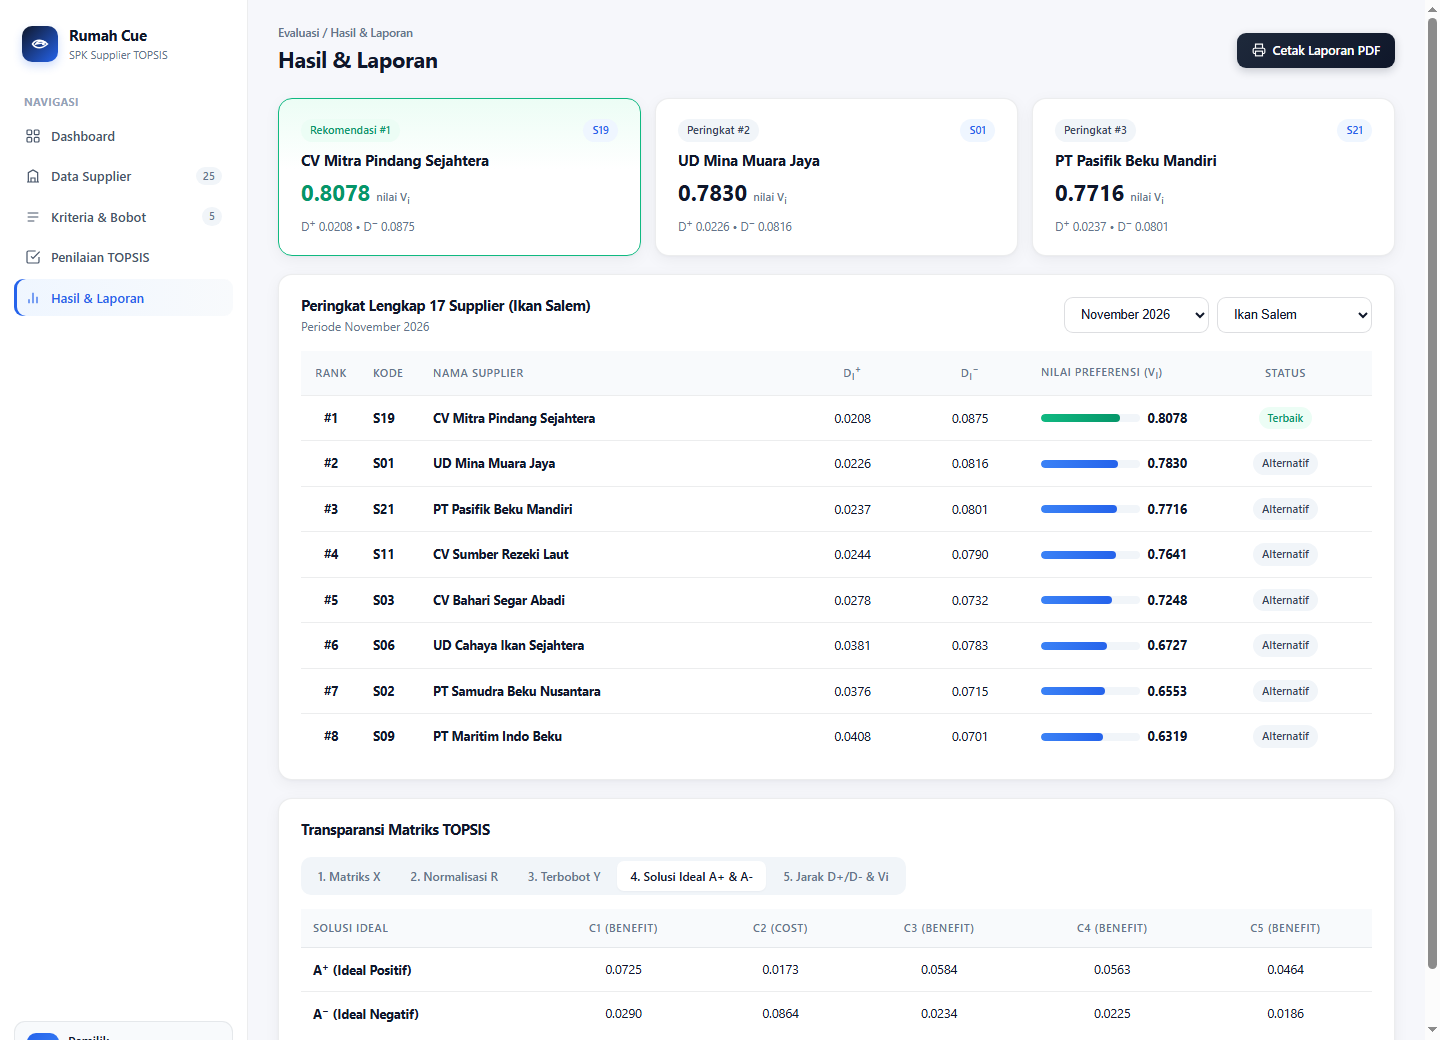 Rumah Cue
SPK Supplier TOPSIS
NAVIGASI
Dashboard
Data Supplier 25
Kriteria & Bobot 5
Penilaian TOPSIS
Hasil & Laporan
Evaluasi / Hasil & Laporan
Hasil & Laporan
Cetak Laporan PDF
Rekomendasi #1 S19
CV Mitra Pindang Sejahtera
0.8078 nilai Vi
D+ 0.0208 • D− 0.0875
Peringkat #2 S01
UD Mina Muara Jaya
0.7830 nilai Vi
D+ 0.0226 • D− 0.0816
Peringkat #3 S21
PT Pasifik Beku Mandiri
0.7716 nilai Vi
D+ 0.0237 • D− 0.0801
Peringkat Lengkap 17 Supplier (Ikan Salem)
Periode November 2026
November 2026
Ikan Salem
RANK KODE NAMA SUPPLIER DI+ DI− NILAI PREFERENSI (VI) STATUS
#1 S19 CV Mitra Pindang Sejahtera 0.0208 0.0875 0.8078 Terbaik
#2 S01 UD Mina Muara Jaya 0.0226 0.0816 0.7830 Alternatif
#3 S21 PT Pasifik Beku Mandiri 0.0237 0.0801 0.7716 Alternatif
#4 S11 CV Sumber Rezeki Laut 0.0244 0.0790 0.7641 Alternatif
#5 S03 CV Bahari Segar Abadi 0.0278 0.0732 0.7248 Alternatif
#6 S06 UD Cahaya Ikan Sejahtera 0.0381 0.0783 0.6727 Alternatif
#7 S02 PT Samudra Beku Nusantara 0.0376 0.0715 0.6553 Alternatif
#8 S09 PT Maritim Indo Beku 0.0408 0.0701 0.6319 Alternatif
Transparansi Matriks TOPSIS
1. Matriks X 2. Normalisasi R 3. Terbobot Y 4. Solusi Ideal A+ & A- 5. Jarak D+/D- & Vi
SOLUSI IDEAL C1 (BENEFIT) C2 (COST) C3 (BENEFIT) C4 (BENEFIT) C5 (BENEFIT)
A+ (Ideal Positif) 0.0725 0.0173 0.0584 0.0563 0.0464
A− (Ideal Negatif) 0.0290 0.0864 0.0234 0.0225 0.0186